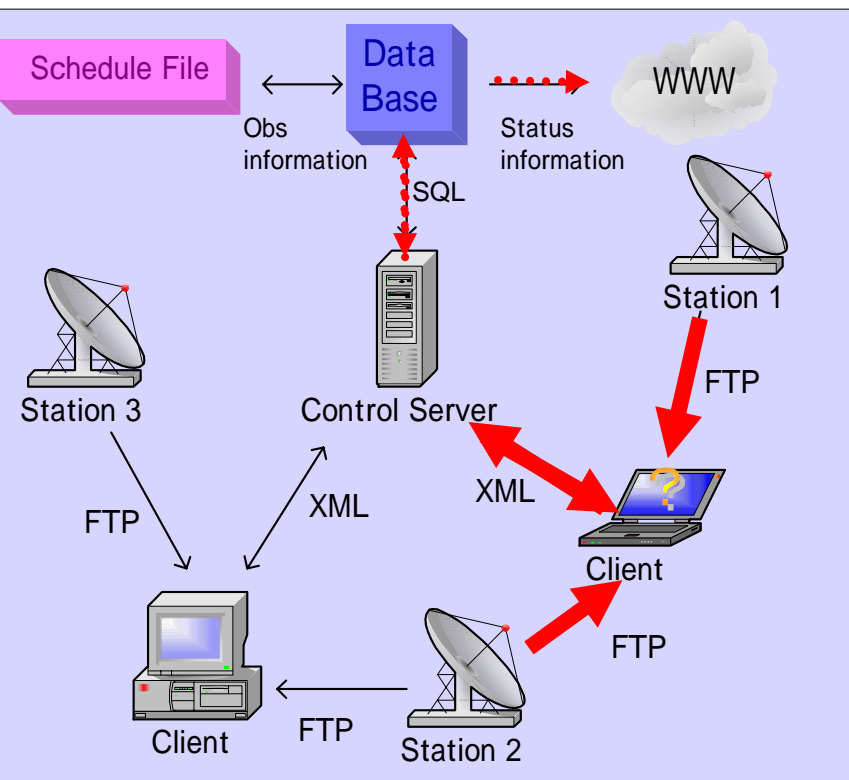 Schedule File
Data
Base
WWW
Obs
information
Status
information
SQL
Station 1
Station 3
Control Server
FTP
FTP
XML
XML
Client
FTP
Client
FTP
Station 2